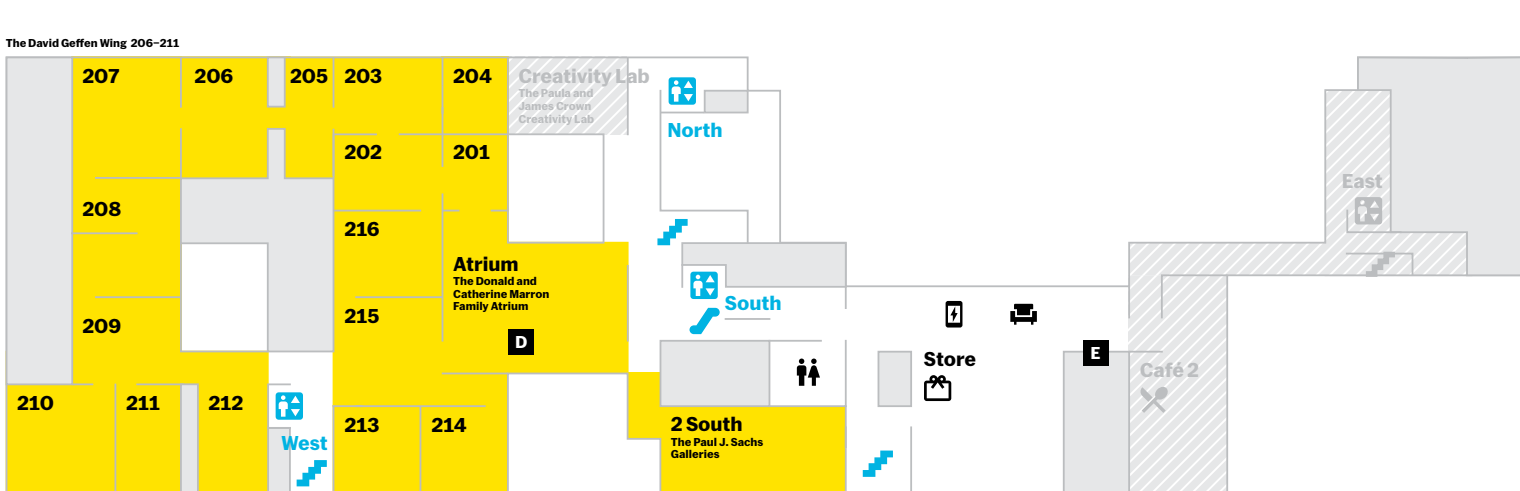 The David Geffen Wing 206–211
207
206
205
203
204
Creativity Lab
The Paula and
James Crown
Creativity Lab
North
202
201
East
208
216
Atrium
The Donald and
Catherine Marron
Family Atrium
D
South
215
209
Store
E
Café 2
210
211
212
West
213
214
2 South
The Paul J. Sachs
Galleries